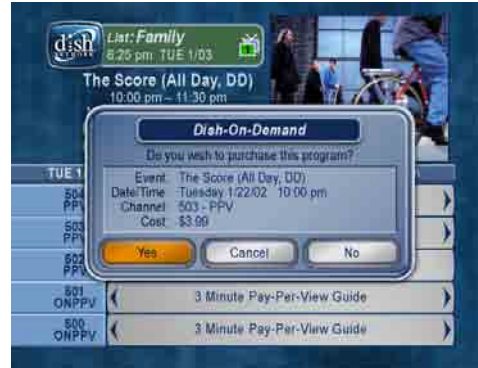 dish
NETWORK
List: Family
6:25 pm TUE 1/03
1
The Score (All Day, DD)
10:00 pm – 11:30 pm
Dish-On-Demand
Do you wish to purchase this program?
Event The Score (All Day, DD)
Date/Time Tuesday 1/22/02 10:00 pm
Channel 503 - PPV
Cost $3.99
Yes Cancel No
TUE 1
504
PPV
503
PPV
502
PPV
501
ONPPV
3 Minute Pay-Per-View Guide
500
ONPPV
3 Minute Pay-Per-View Guide